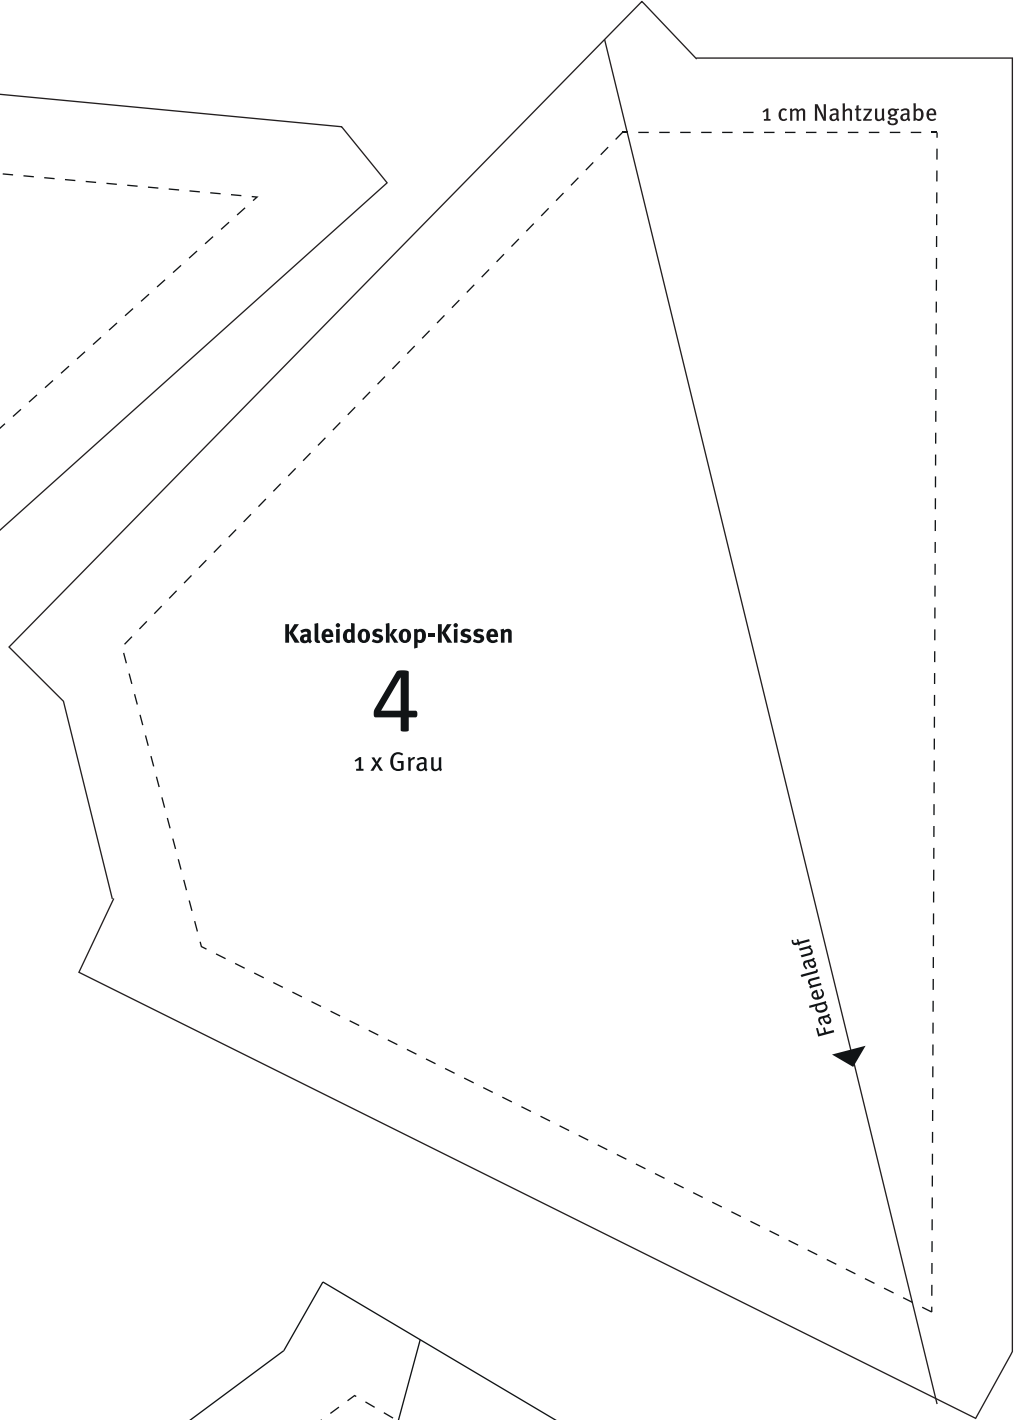 1 cm Nahtzugabe
Kaleidoskop-Kissen
4
1 x Grau
Fadenlauf